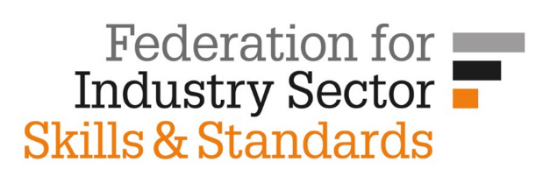 Federation for
Industry Sector
Skills & Standards